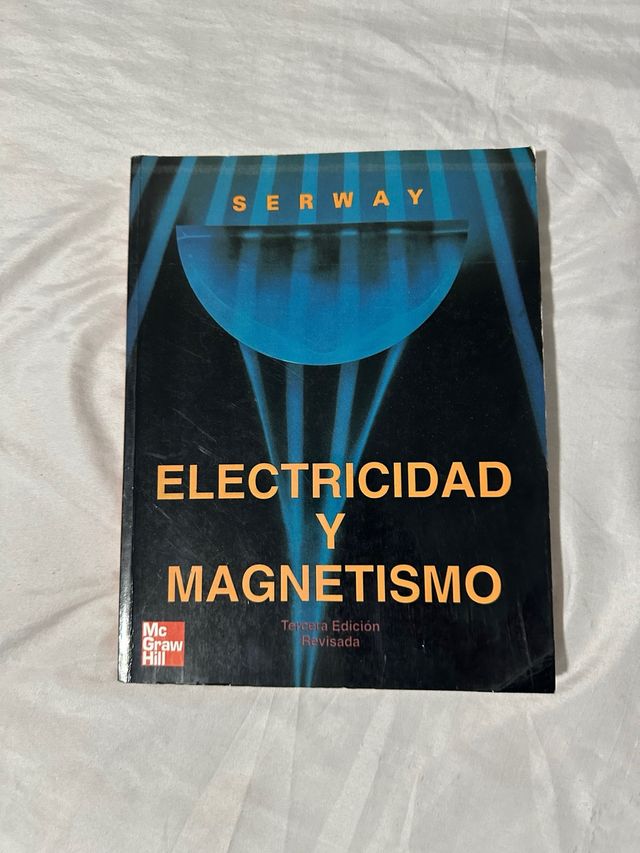 SERWAY
ELECTRICIDAD
Y
MAGNETISMO
Tercera Edición
Revisada
Mc
Graw
Hill